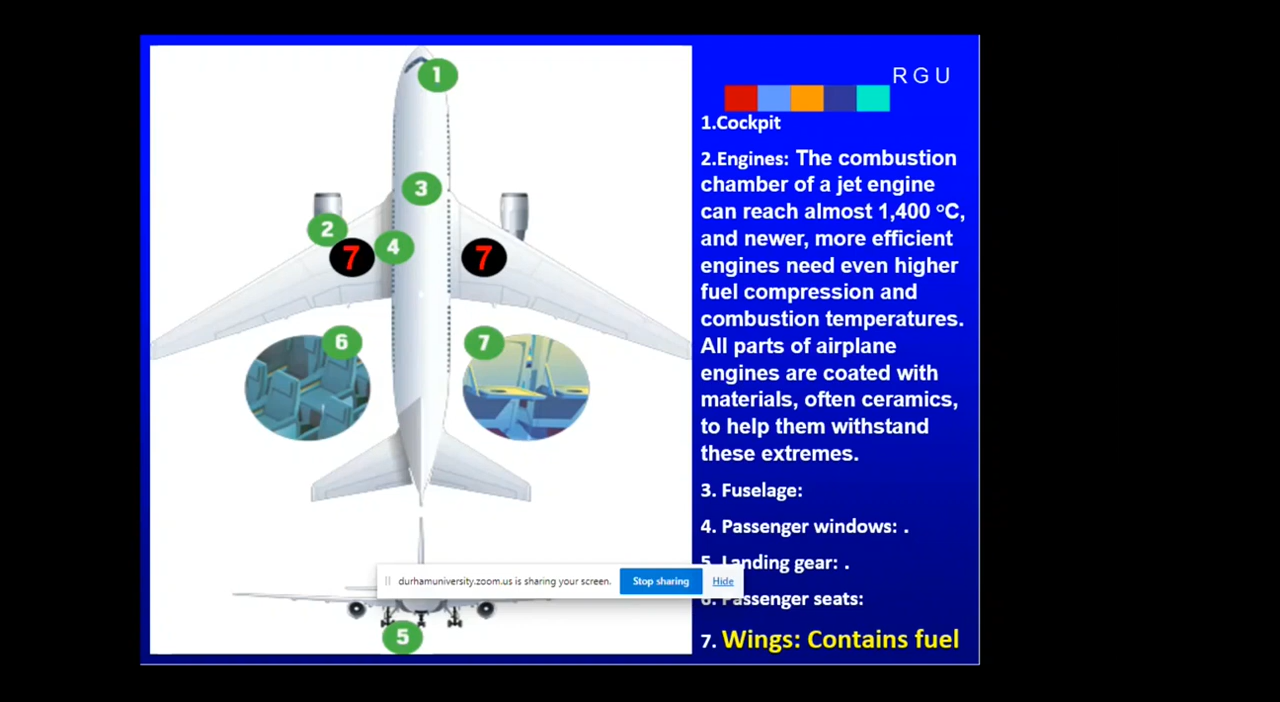 1
3
2
7
4
7
6
7
5
durhamuniversity.zoom.us is sharing your screen.
Stop sharing
Hide
R G U
1.Cockpit
2.Engines: The combustion
chamber of a jet engine
can reach almost 1,400 °C,
and newer, more efficient
engines need even higher
fuel compression and
combustion temperatures.
All parts of airplane
engines are coated with
materials, often ceramics,
to help them withstand
these extremes.
3. Fuselage:
4. Passenger windows: .
5. Landing gear: .
6. Passenger seats:
7. Wings: Contains fuel